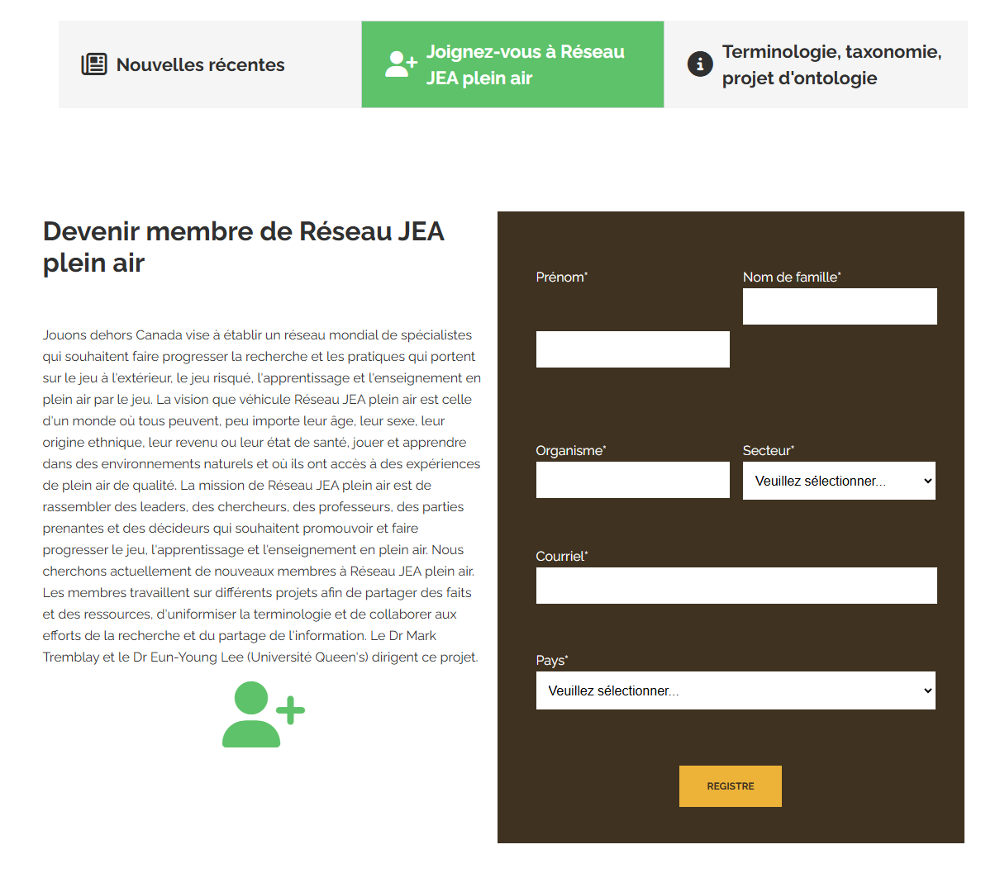 Nouvelles récentes
Joignez-vous à Réseau
JEA plein air
Terminologie, taxonomie,
projet d'ontologie
Devenir membre de Réseau JEA
plein air
Jouons dehors Canada vise à établir un réseau mondial de spécialistes
qui souhaitent faire progresser la recherche et les pratiques qui portent
sur le jeu à l'extérieur, le jeu risqué, l'apprentissage et l'enseignement en
plein air par le jeu. La vision que véhicule Réseau JEA plein air est celle
d'un monde où tous peuvent, peu importe leur âge, leur sexe, leur
origine ethnique, leur revenu ou leur état de santé, jouer et apprendre
dans des environnements naturels et où ils ont accès à des expériences
de plein air de qualité. La mission de Réseau JEA plein air est de
rassembler des leaders, des chercheurs, des professeurs, des parties
prenantes et des décideurs qui souhaitent promouvoir et faire
progresser le jeu, l'apprentissage et l'enseignement en plein air. Nous
cherchons actuellement de nouveaux membres à Réseau JEA plein air.
Les membres travaillent sur différents projets afin de partager des faits
et des ressources, d'uniformiser la terminologie et de collaborer aux
efforts de la recherche et du partage de l'information. Le Dr Mark
Tremblay et le Dr Eun-Young Lee (Université Queen's) dirigent ce projet.
Prénom*
Nom de famille*
Organisme*
Secteur*
Veuillez sélectionner...
Courriel*
Pays*
Veuillez sélectionner...
REGISTRE